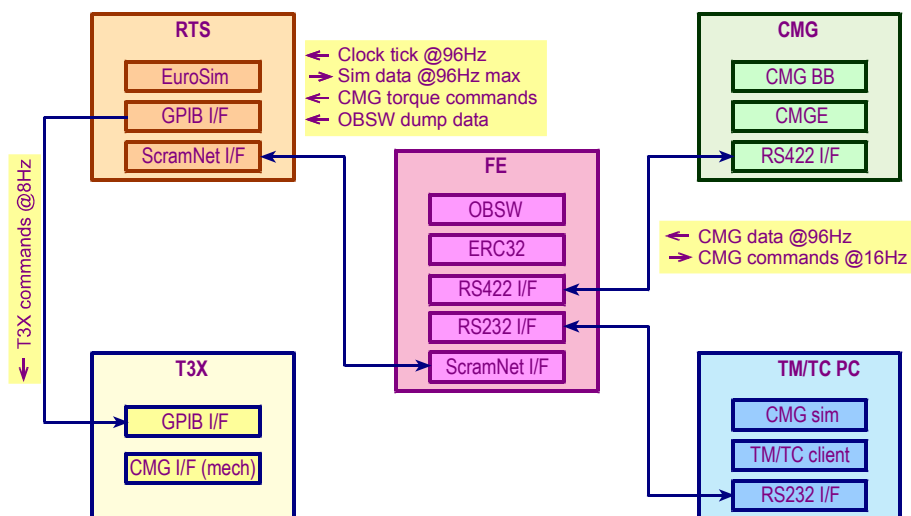 RTS
EuroSim
GPIB I/F
ScramNet I/F
Clock tick @96Hz
Sim data @96Hz max
CMG torque commands
OBSW dump data
CMG
CMG BB
CMGE
RS422 I/F
FE
OBSW
ERC32
RS422 I/F
RS232 I/F
ScramNet I/F
CMG data @96Hz
CMG commands @16Hz
T3X commands @8Hz
T3X
GPIB I/F
CMG I/F (mech)
TM/TC PC
CMG sim
TM/TC client
RS232 I/F